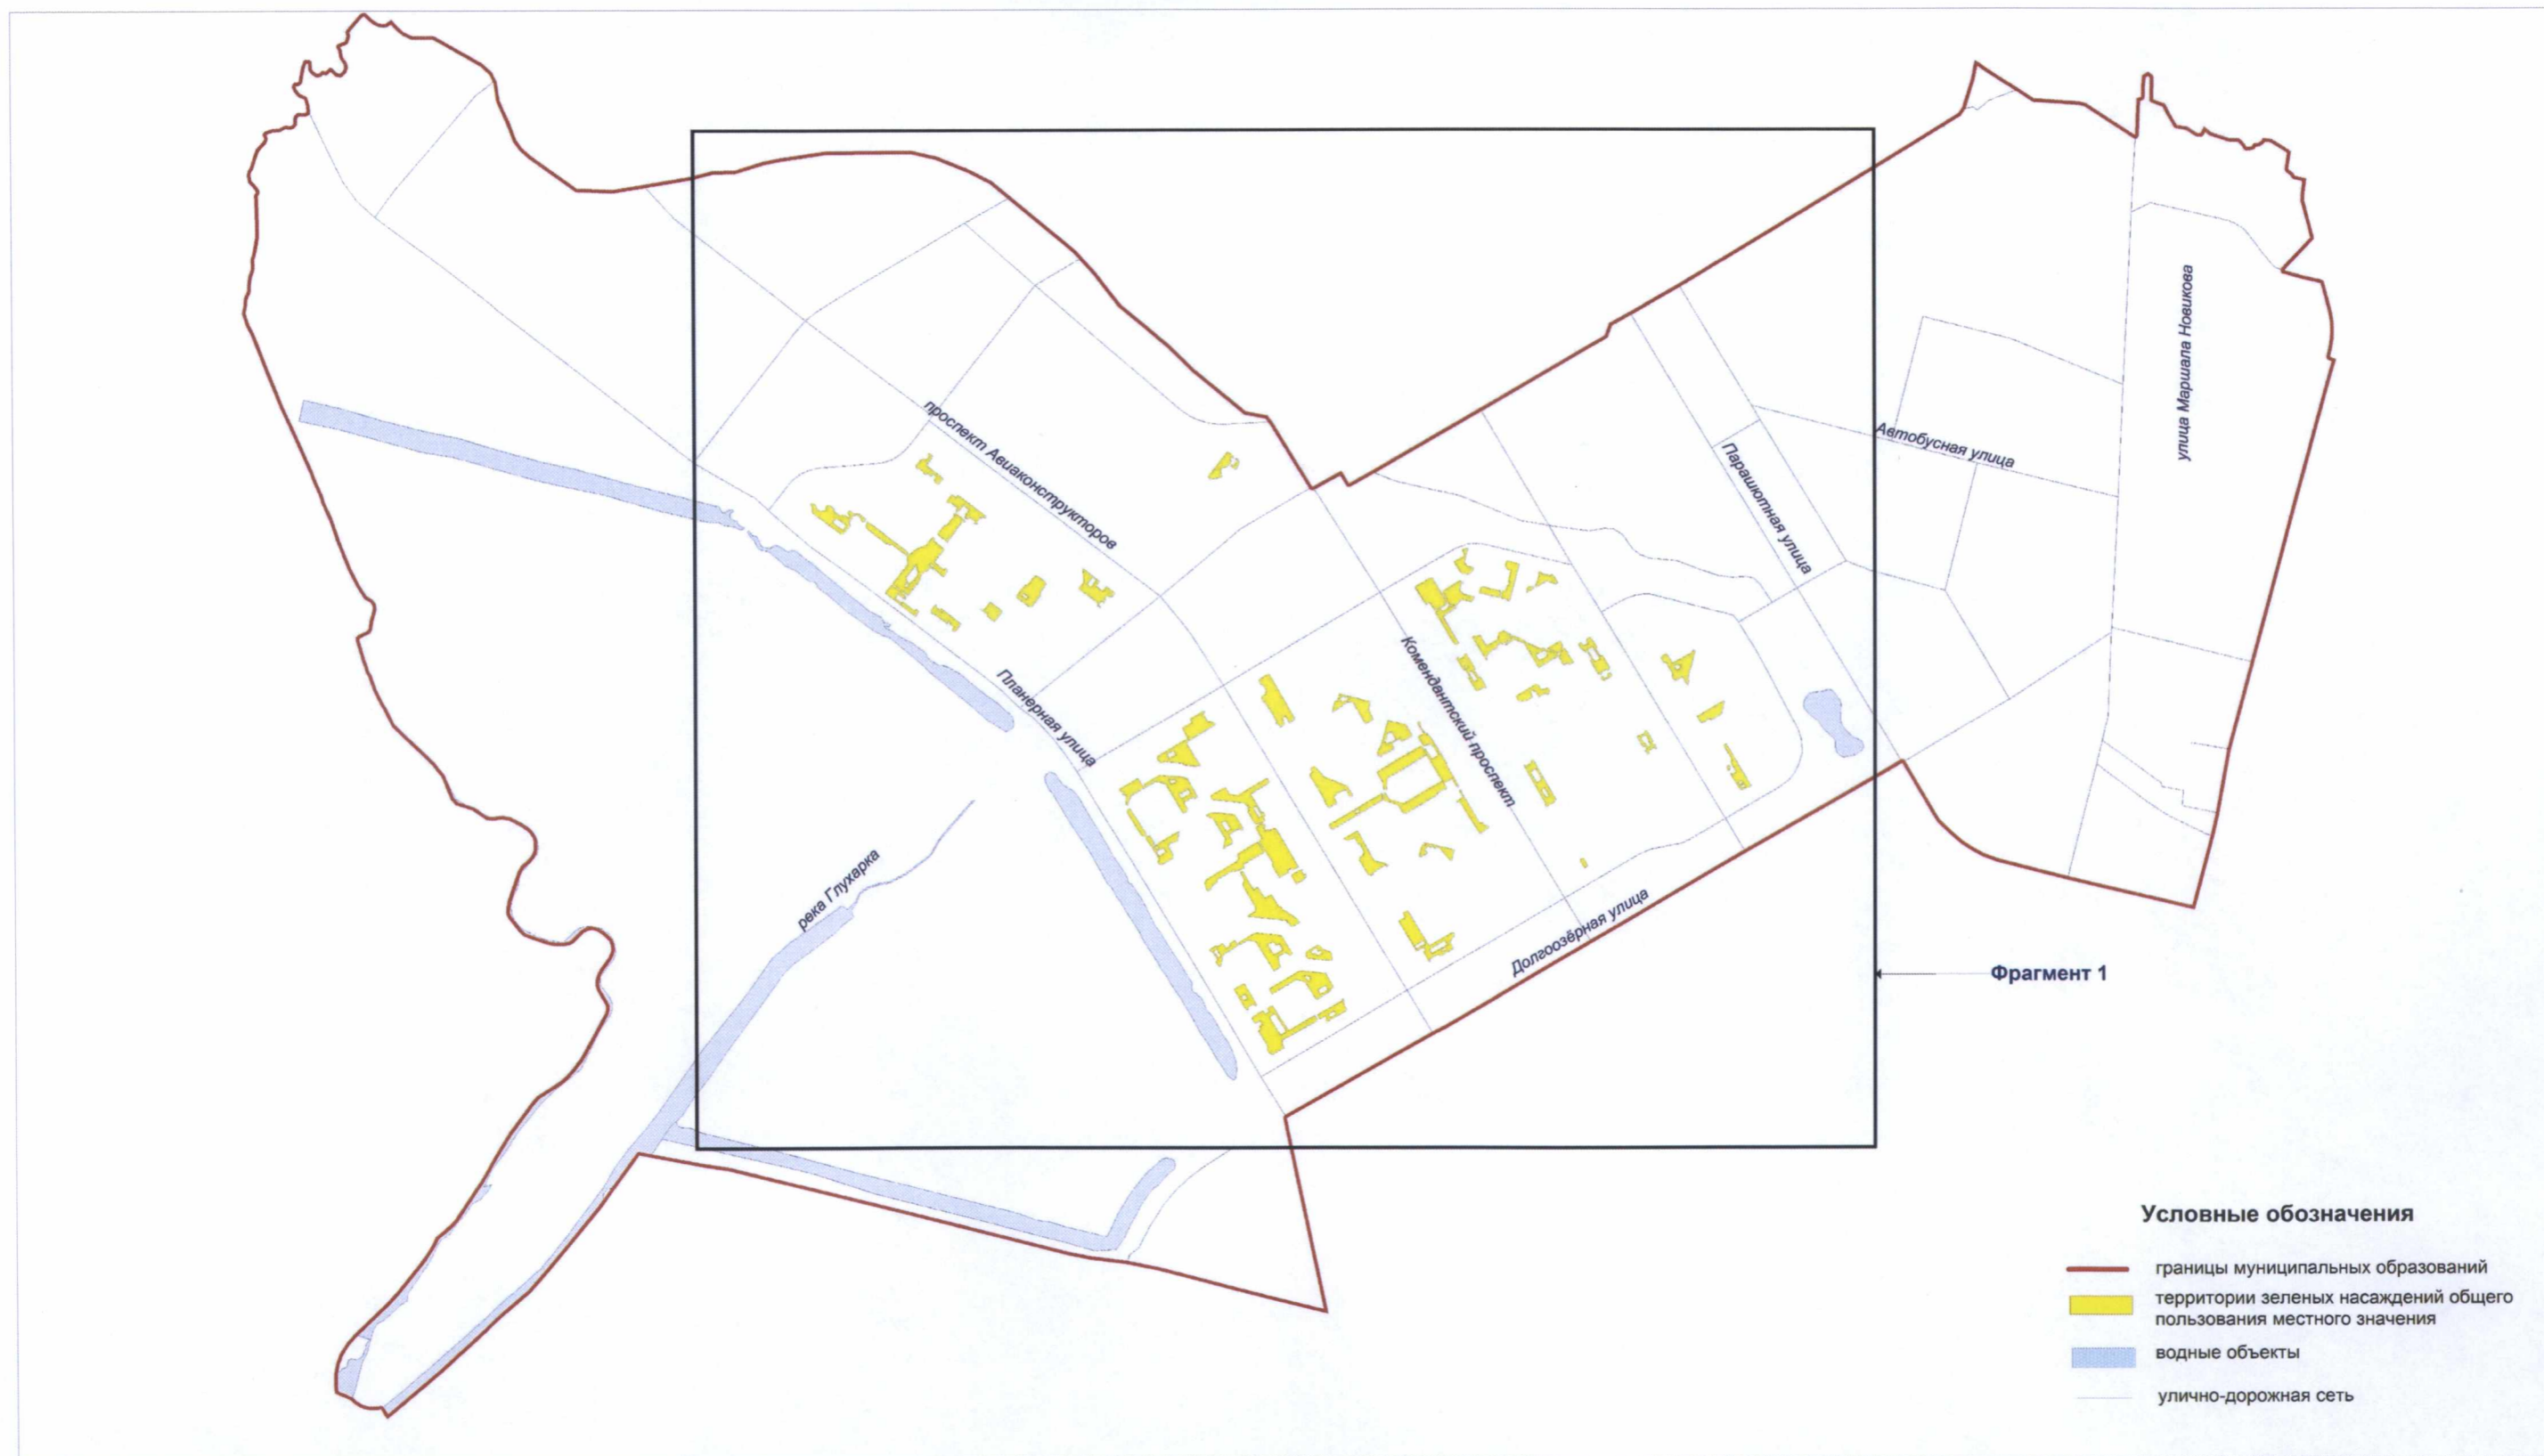 улица Маршала Новикова
проспект Авиаконструкторов
Автобусная улица
Парашютная улица
Комендантский проспект
Планерная улица
река Глухарка
Долгоозёрная улица
Фрагмент 1
Условные обозначения
границы муниципальных образований
территории зеленых насаждений общего
пользования местного значения
водные объекты
улично-дорожная сеть